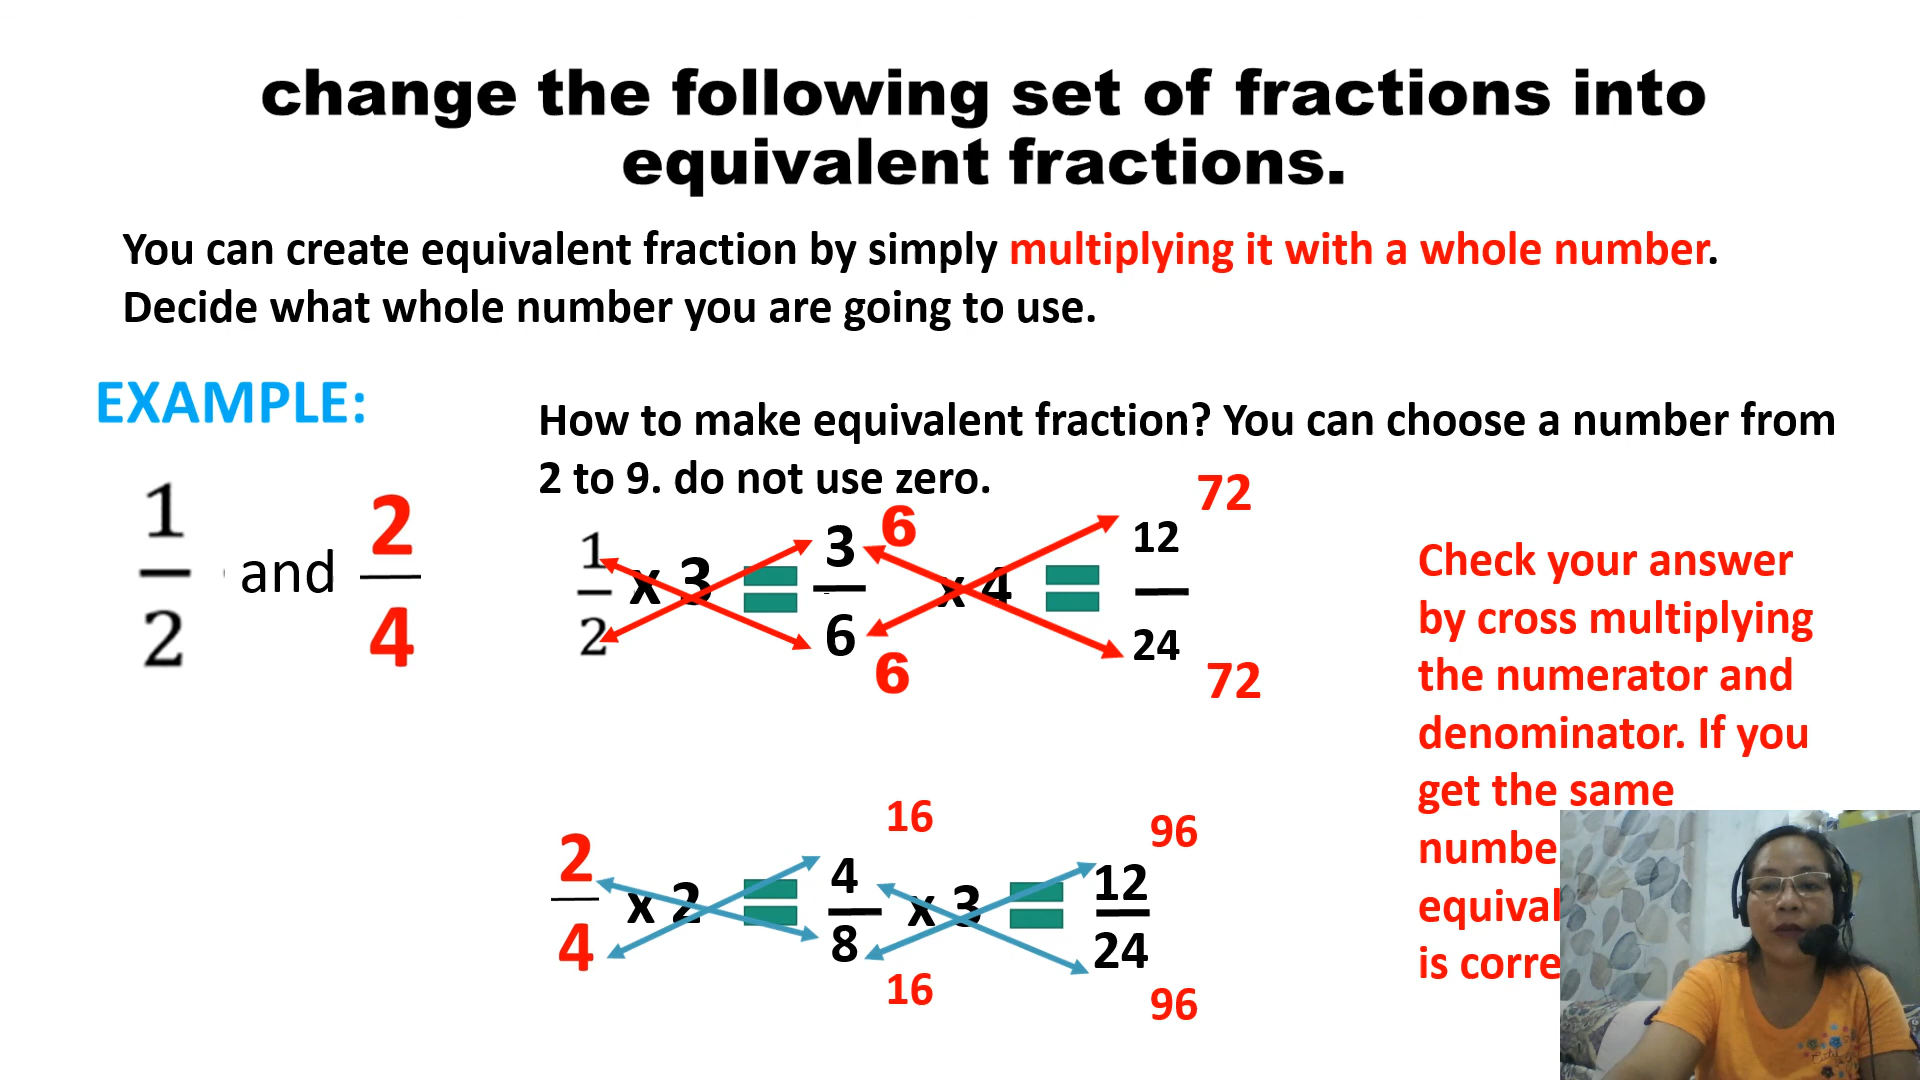 change the following set of fractions into
equivalent fractions.
You can create equivalent fraction by simply multiplying it with a whole number.
Decide what whole number you are going to use.
EXAMPLE:
How to make equivalent fraction? You can choose a number from
2 to 9. do not use zero.
1
2
and
2
4
1
2
x 3
3
6
6
6
x 4
12
24
72
72
2
4
x 2
4
8
16
16
x 3
12
24
96
96
Check your answer
by cross multiplying
the numerator and
denominator. If you
get the same
is